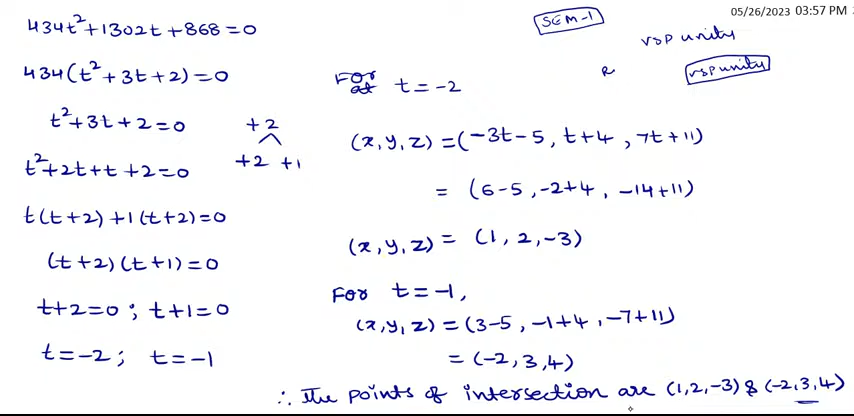 05/26/2023 03:57 PM
SEM-1
vsp unity
R
vsp unity
434t²+1302t+868=0
434(t²+3t+2)=0
t²+3t+2=0 +2
+2 +1
t²+2t+t+2=0
t(t+2)+1(t+2)=0
(t+2)(t+1)=0
t+2=0; t+1=0
t=-2; t=-1
For at t=-2
(x,y,z)=(-3t-5, t+4, 7t+11)
= (6-5, -2+4, -14+11)
(x,y,z)= (1,2,-3)
For t=-1,
(x,y,z)=(3-5, -1+4, -7+11)
=(-2,3,4)
∴ The points of intersection are (1,2,-3) & (-2,3,4)